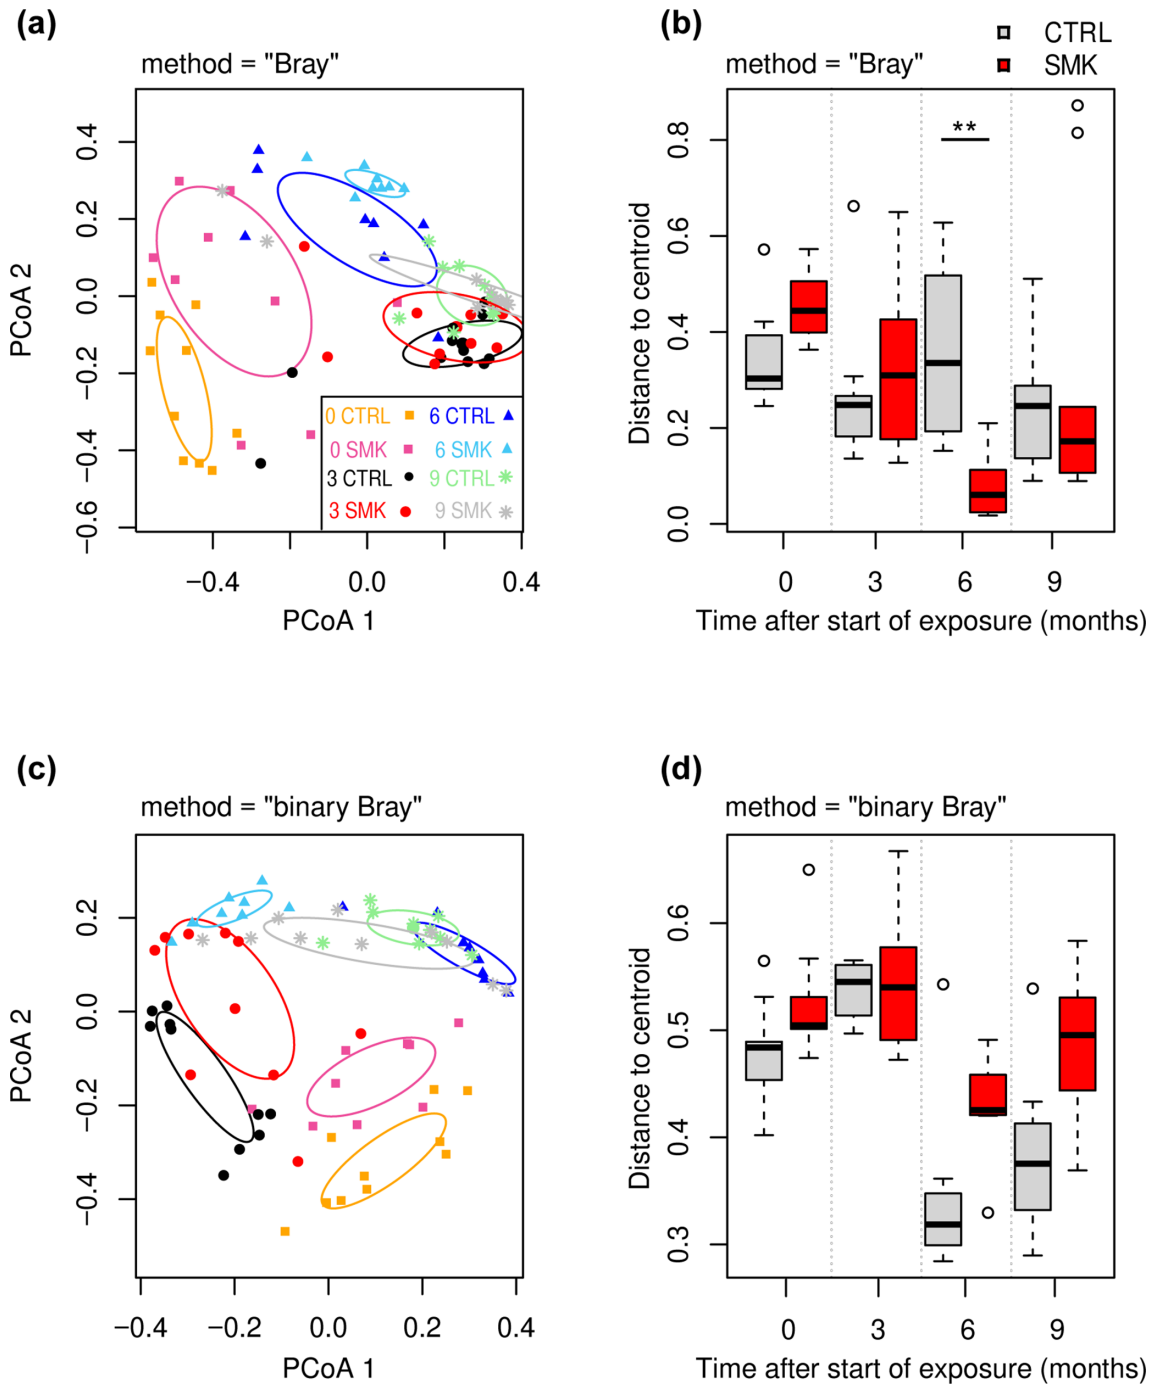 (a)
method = "Bray"
0.4
0.2
0.0
−0.2
−0.4
−0.6
PCoA 2
0 CTRL
6 CTRL
0 SMK
6 SMK
3 CTRL
9 CTRL
3 SMK
9 SMK
−0.4
0.0
0.4
PCoA 1
(b)
CTRL
SMK
method = "Bray"
**
0.8
0.6
0.4
0.2
0.0
Distance to centroid
0
3
6
9
Time after start of exposure (months)
(c)
method = "binary Bray"
0.2
0.0
−0.2
−0.4
PCoA 2
−0.4
−0.2
0.0
0.2
0.4
PCoA 1
(d)
method = "binary Bray"
0.6
0.5
0.4
0.3
Distance to centroid
0
3
6
9
Time after start of exposure (months)